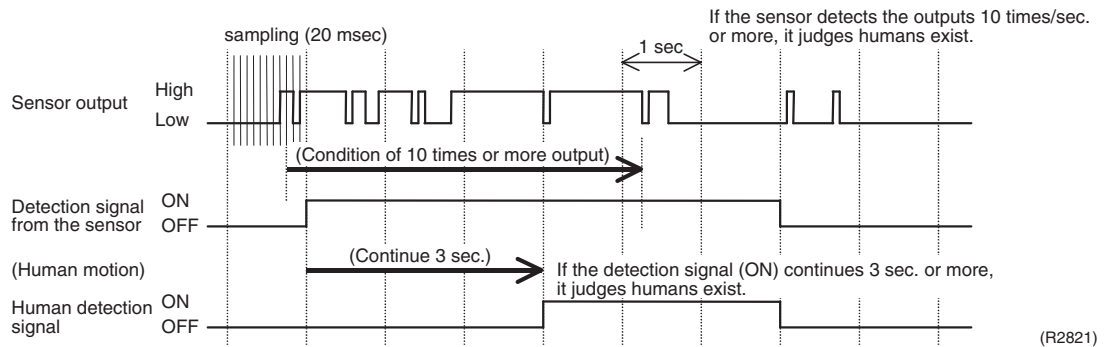 sampling (20 msec)
If the sensor detects the outputs 10 times/sec.
or more, it judges humans exist.
1 sec
Sensor output
High
Low
(Condition of 10 times or more output)
Detection signal
from the sensor
ON
OFF
(Human motion)
(Continue 3 sec.)
If the detection signal (ON) continues 3 sec. or more,
it judges humans exist.
Human detection
signal
ON
OFF
(R2821)